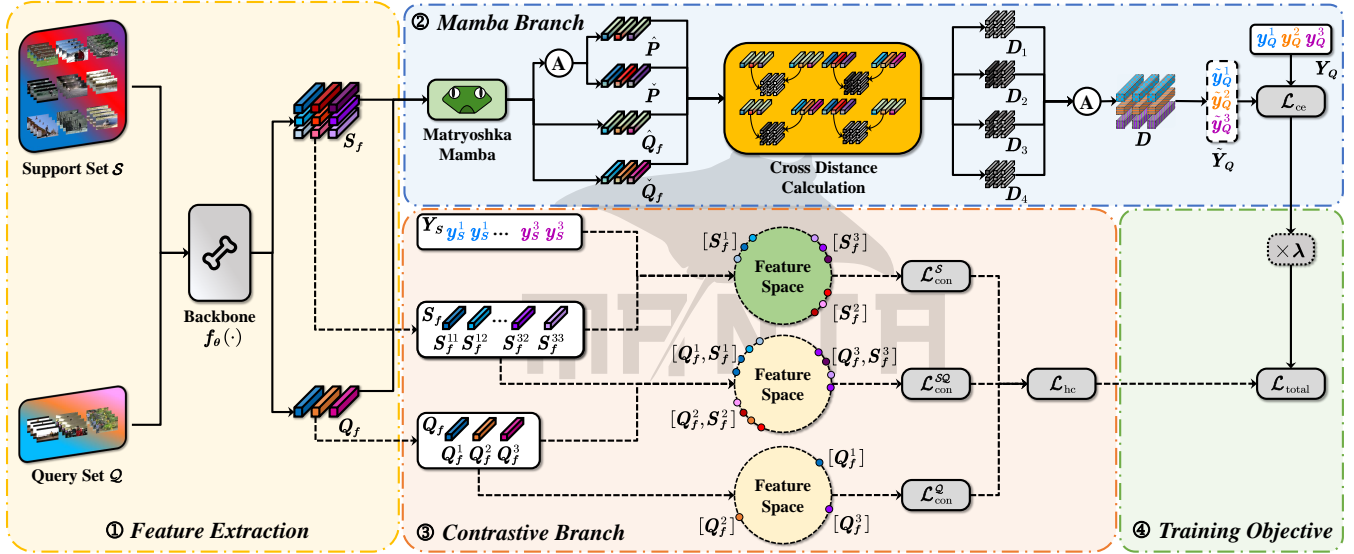 Support Set 𝓢
Query Set 𝒬
Backbone
f_θ(·)
S_f
Q_f
① Feature Extraction
② Mamba Branch
Matryoshka
Mamba
A
P̂
P̌
Q̂_f
Q̌_f
Cross Distance
Calculation
D_1
D_2
D_3
D_4
A
D
ỹ_Q^1
ỹ_Q^2
ỹ_Q^3
Ỹ_Q
y_Q^1 y_Q^2 y_Q^3
Y_Q
ℒ_ce
Y_S y_S^1 y_S^1 ... y_S^3 y_S^3
S_f ...
S_f^11 S_f^12 S_f^32 S_f^33
Q_f
Q_f^1 Q_f^2 Q_f^3
[S_f^1] [S_f^3]
Feature
Space
[S_f^2]
ℒ_con^𝒮
[Q_f^1, S_f^1] [Q_f^3, S_f^3]
Feature
Space
[Q_f^2, S_f^2]
ℒ_con^𝒮𝒬
ℒ_hc
[Q_f^1]
Feature
Space
[Q_f^2] [Q_f^3]
ℒ_con^𝒬
③ Contrastive Branch
× λ
ℒ_total
④ Training Objective